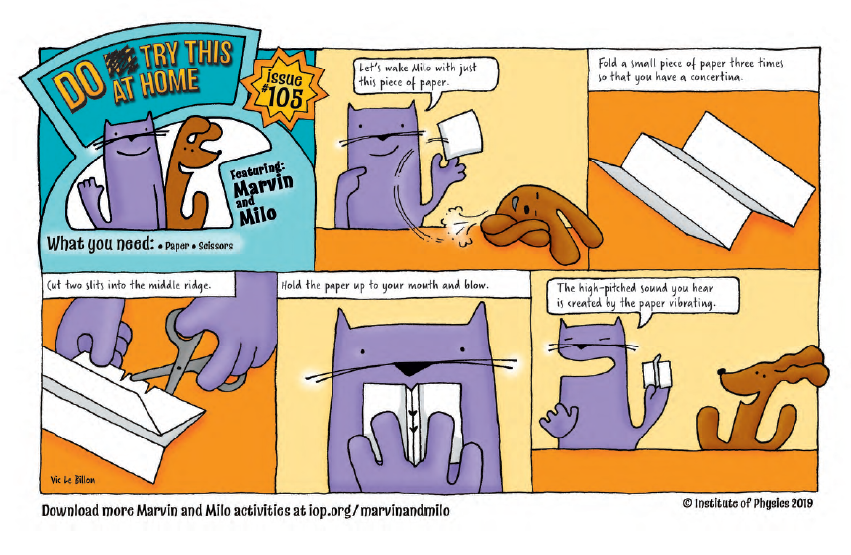 DO NOT TRY THIS
AT HOME
Issue
#105
Featuring:
Marvin
and
Milo
What you need: • Paper • Scissors
Let's wake Milo with just
this piece of paper.
Fold a small piece of paper three times
so that you have a concertina.
Cut two slits into the middle ridge.
Vic Le Billon
Hold the paper up to your mouth and blow.
The high-pitched sound you hear
is created by the paper vibrating.
Download more Marvin and Milo activities at iop.org/marvinandmilo
© Institute of Physics 2019